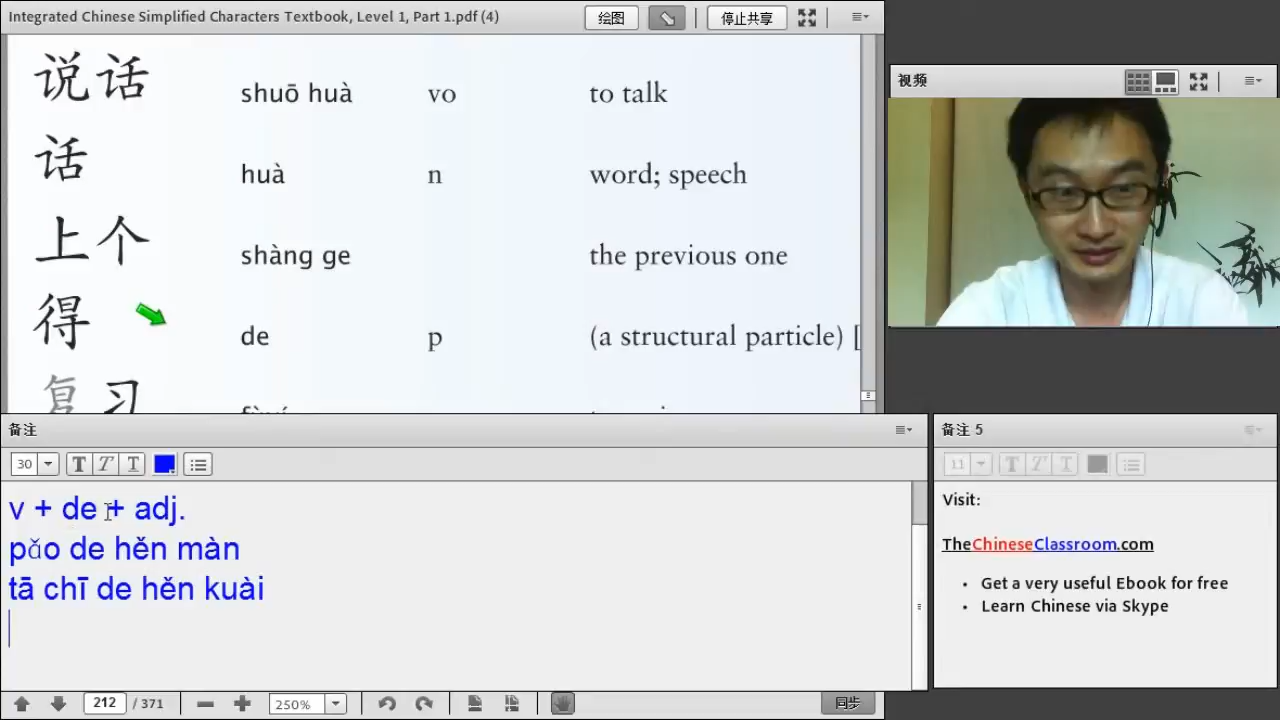 Integrated Chinese Simplified Characters Textbook, Level 1, Part 1.pdf (4)
绘图
停止共享
说话 shuō huà vo to talk
话 huà n word; speech
上个 shàng ge the previous one
得 de p (a structural particle) [
复习
视频
备注
30 T T T
v + de + adj.
pǎo de hěn màn
tā chī de hěn kuài
212 / 371
250%
同步
备注 5
11 T T T
Visit:
TheChineseClassroom.com
• Get a very useful Ebook for free
• Learn Chinese via Skype